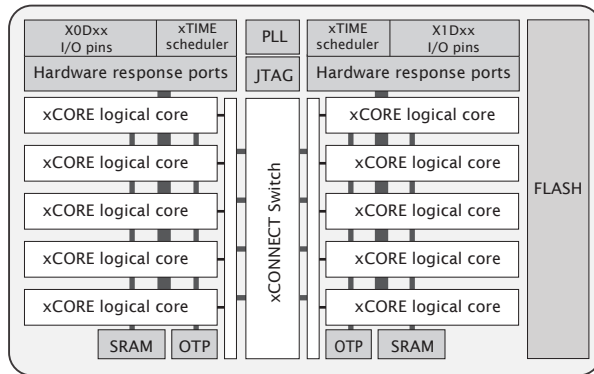 X0Dxx
I/O pins
xTIME
scheduler
PLL
xTIME
scheduler
X1Dxx
I/O pins
Hardware response ports
JTAG
Hardware response ports
xCORE logical core
xCORE logical core
xCORE logical core
xCORE logical core
xCORE logical core
xCONNECT Switch
xCORE logical core
xCORE logical core
xCORE logical core
xCORE logical core
xCORE logical core
FLASH
SRAM
OTP
OTP
SRAM